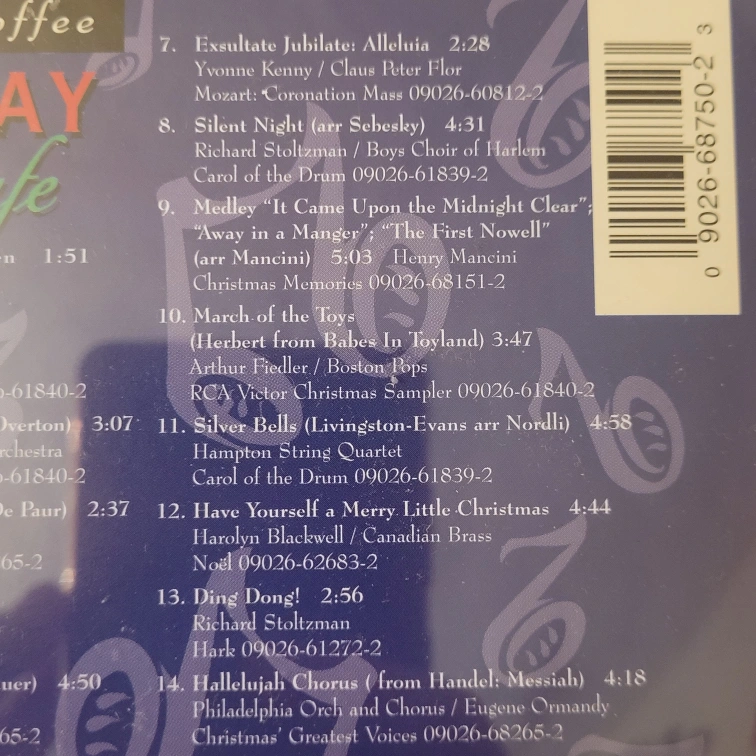 offee
AY
fe
n 1:51
-61840-2
Overton) 3:07
rchestra
-61840-2
De Paur) 2:37
65-2
uer) 4:50
65-2
7. Exsultate Jubilate: Alleluia 2:28
Yvonne Kenny / Claus Peter Flor
Mozart: Coronation Mass 09026-60812-2
8. Silent Night (arr Sebesky) 4:31
Richard Stoltzman / Boys Choir of Harlem
Carol of the Drum 09026-61839-2
9. Medley “It Came Upon the Midnight Clear”;
“Away in a Manger”; “The First Nowell”
(arr Mancini) 5:03 Henry Mancini
Christmas Memories 09026-68151-2
10. March of the Toys
(Herbert from Babes In Toyland) 3:47
Arthur Fiedler / Boston Pops
RCA Victor Christmas Sampler 09026-61840-2
11. Silver Bells (Livingston-Evans arr Nordli) 4:58
Hampton String Quartet
Carol of the Drum 09026-61839-2
12. Have Yourself a Merry Little Christmas 4:44
Harolyn Blackwell / Canadian Brass
Noël 09026-62683-2
13. Ding Dong! 2:56
Richard Stoltzman
Hark 09026-61272-2
14. Hallelujah Chorus ( from Handel: Messiah) 4:18
Philadelphia Orch and Chorus / Eugene Ormandy
Christmas’ Greatest Voices 09026-68265-2
0 9026-68750-2 3